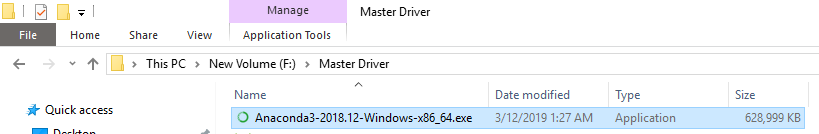 Manage Master Driver
File Home Share View Application Tools
This PC > New Volume (F:) > Master Driver
Name Date modified Type Size
Quick access
Anaconda3-2018.12-Windows-x86_64.exe 3/12/2019 1:27 AM Application 628,999 KB
Desktop